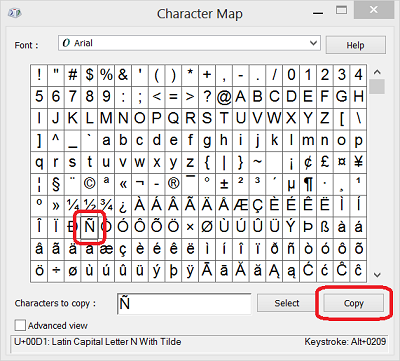 Character Map
Font : O Arial Help
! " # $ % & ' ( ) * + , - . / 0 1 2 3 4
5 6 7 8 9 : ; < = > ? @ A B C D E F G H
I J K L M N O P Q R S T U V W X Y Z [ \
] ^ _ ` a b c d e f g h i j k l m n o p
q r s t u v w x y z { | } ~ ¡ ¢ £ ¤ ¥
¦ § ¨ © ª « ¬ - ® ¯ ° ± ² ³ ´ µ ¶ · ¸ ¹
º » ¼ ½ ¾ ¿ À Á Â Ã Ä Å Æ Ç È É Ê Ë Ì Í
Î Ï Ð Ñ Ò Ó Ô Õ Ö × Ø Ù Ú Û Ü Ý Þ ß à á
â ã ä å æ ç è é ê ë ì í î ï ð ñ ò ó ô õ
ö ÷ ø ù ú û ü ý þ ÿ Ā ā Ă ă Ą ą Ć ć Ĉ ĉ
Characters to copy : Ñ Select Copy
Advanced view
U+00D1: Latin Capital Letter N With Tilde Keystroke: Alt+0209